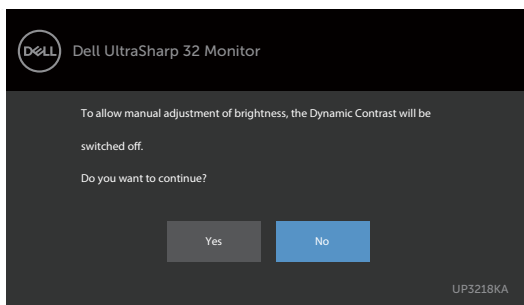 DELL
Dell UltraSharp 32 Monitor
To allow manual adjustment of brightness, the Dynamic Contrast will be
switched off.
Do you want to continue?
Yes
No
UP3218KA